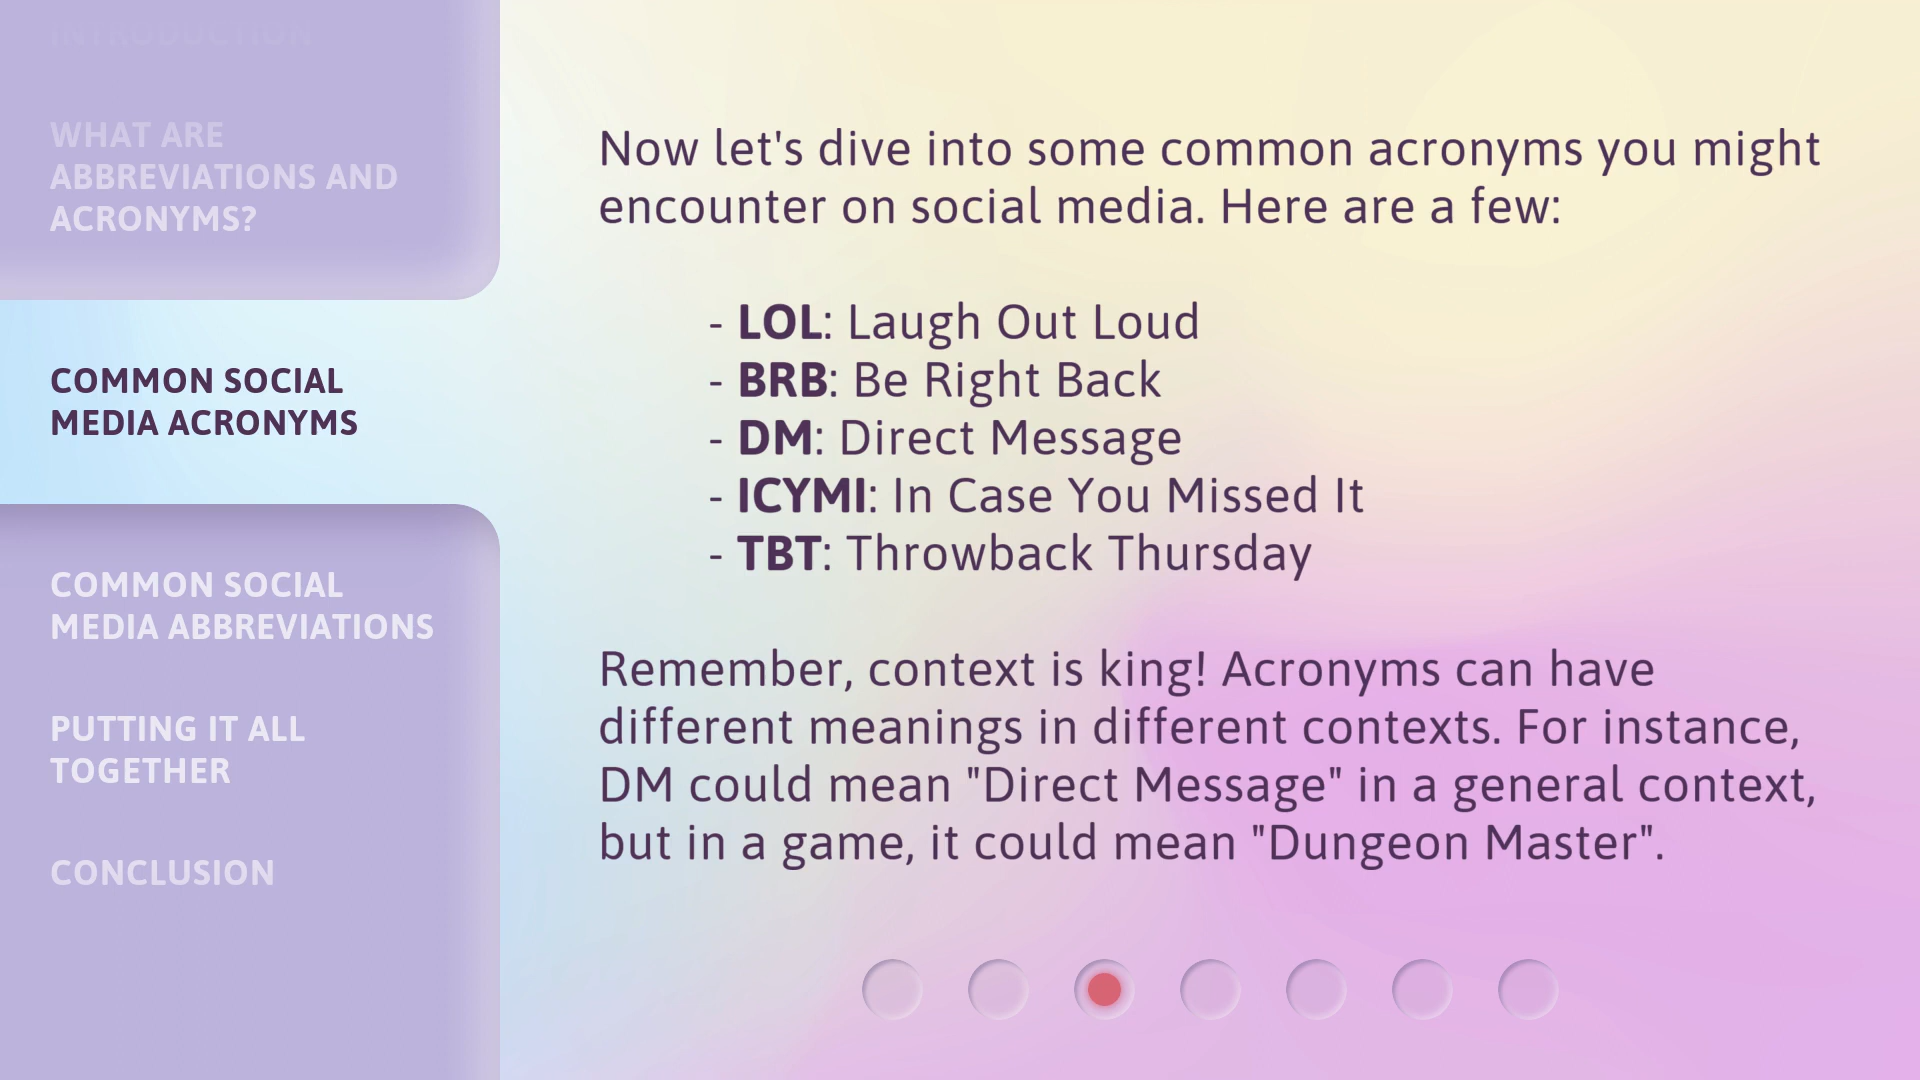 INTRODUCTION
WHAT ARE
ABBREVIATIONS AND
ACRONYMS?
COMMON SOCIAL
MEDIA ACRONYMS
COMMON SOCIAL
MEDIA ABBREVIATIONS
PUTTING IT ALL
TOGETHER
CONCLUSION
Now let's dive into some common acronyms you might
encounter on social media. Here are a few:
- LOL: Laugh Out Loud
- BRB: Be Right Back
- DM: Direct Message
- ICYMI: In Case You Missed It
- TBT: Throwback Thursday
Remember, context is king! Acronyms can have
different meanings in different contexts. For instance,
DM could mean "Direct Message" in a general context,
but in a game, it could mean "Dungeon Master".